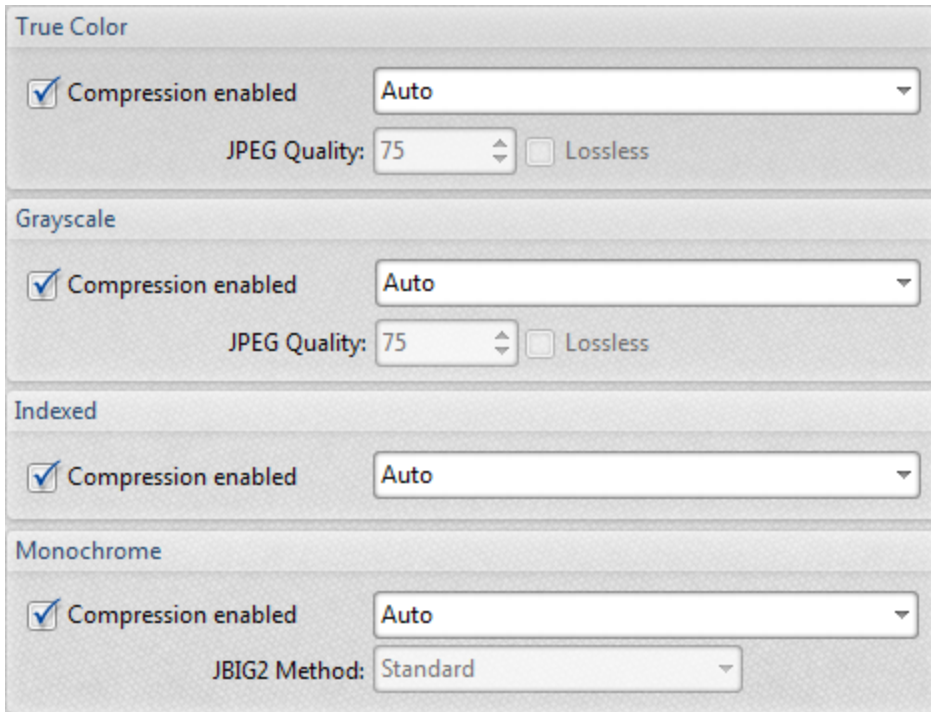 True Color
Compression enabled Auto
JPEG Quality: 75 Lossless
Grayscale
Compression enabled Auto
JPEG Quality: 75 Lossless
Indexed
Compression enabled Auto
Monochrome
Compression enabled Auto
JBIG2 Method: Standard